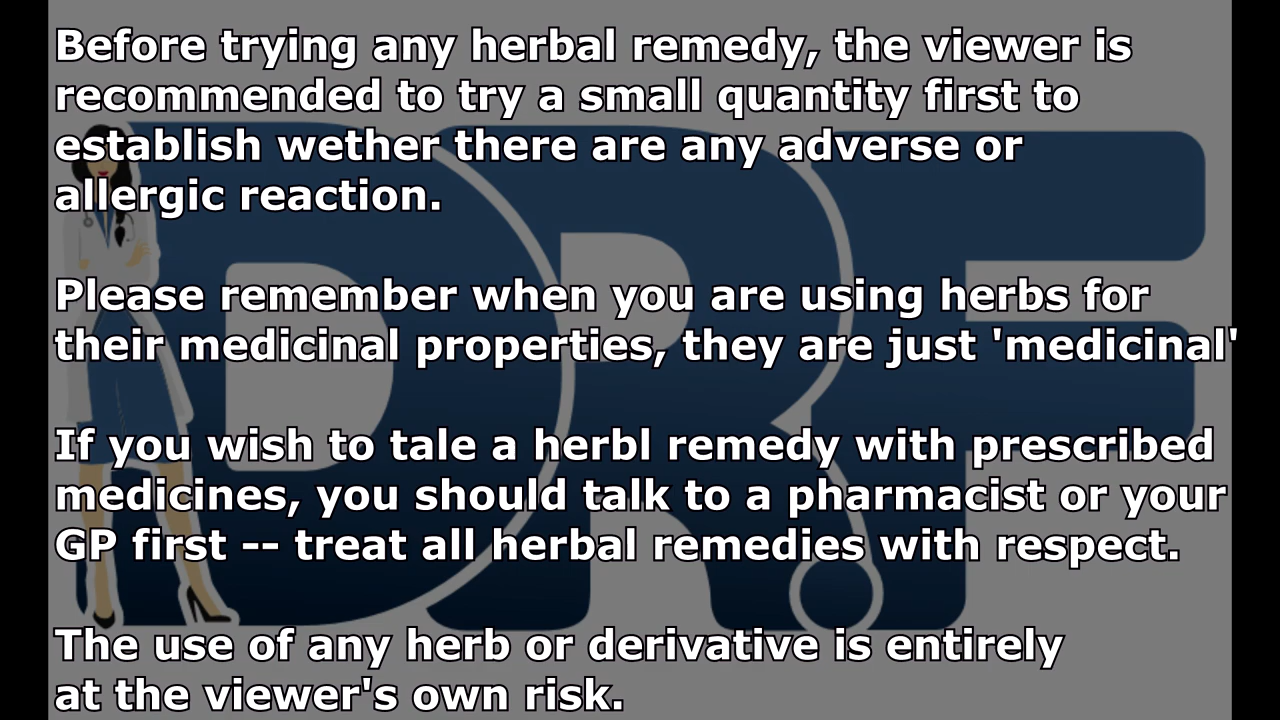 Before trying any herbal remedy, the viewer is
recommended to try a small quantity first to
establish wether there are any adverse or
allergic reaction.
Please remember when you are using herbs for
their medicinal properties, they are just 'medicinal'
If you wish to tale a herbl remedy with prescribed
medicines, you should talk to a pharmacist or your
GP first -- treat all herbal remedies with respect.
The use of any herb or derivative is entirely
at the viewer's own risk.
DRF